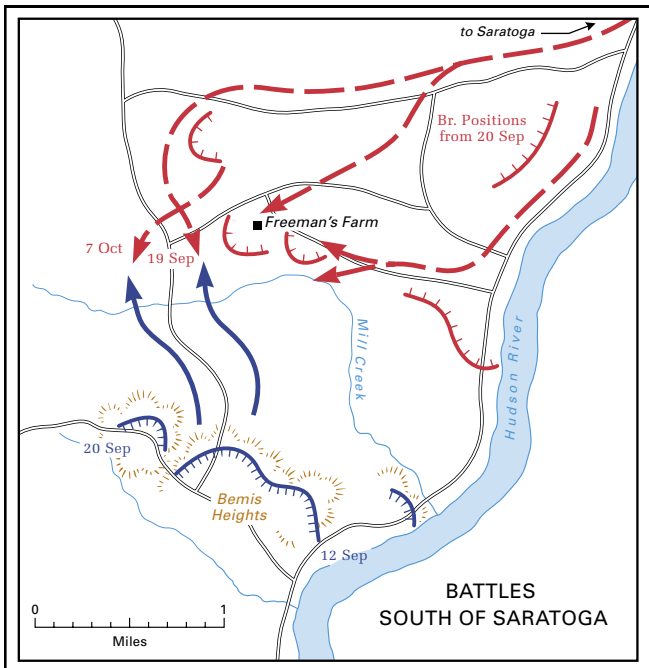 to Saratoga
Br. Positions
from 20 Sep
Freeman's Farm
7 Oct
19 Sep
Mill Creek
Hudson River
20 Sep
Bemis
Heights
12 Sep
BATTLES
SOUTH OF SARATOGA
0 1
Miles